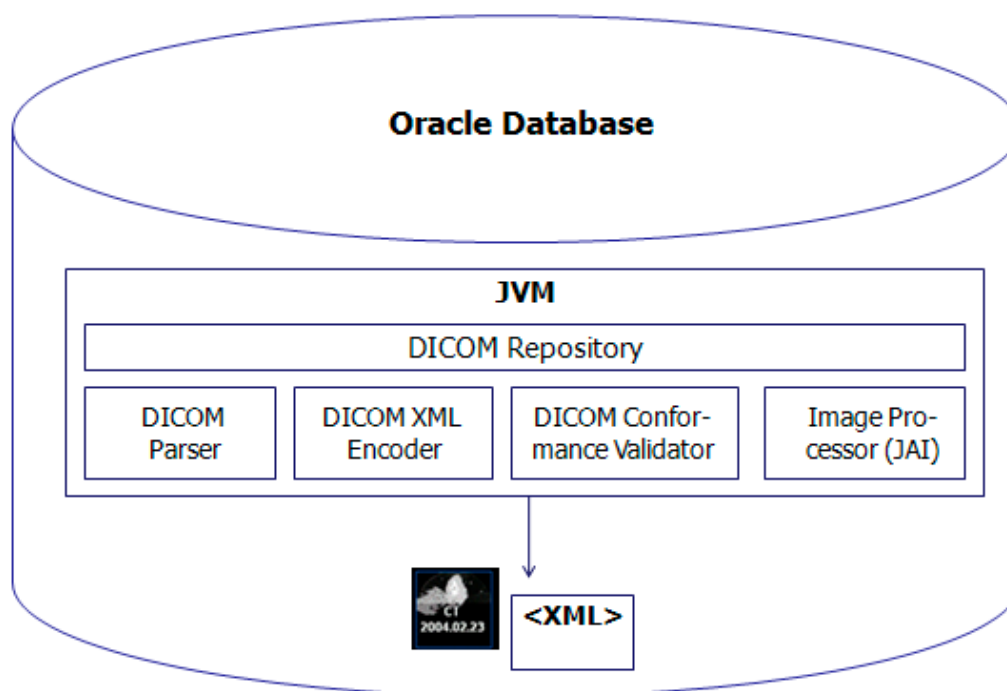 Oracle Database
JVM
DICOM Repository
DICOM
Parser
DICOM XML
Encoder
DICOM Confor-
mance Validator
Image Pro-
cessor (JAI)
CT
2004.02.23
<XML>